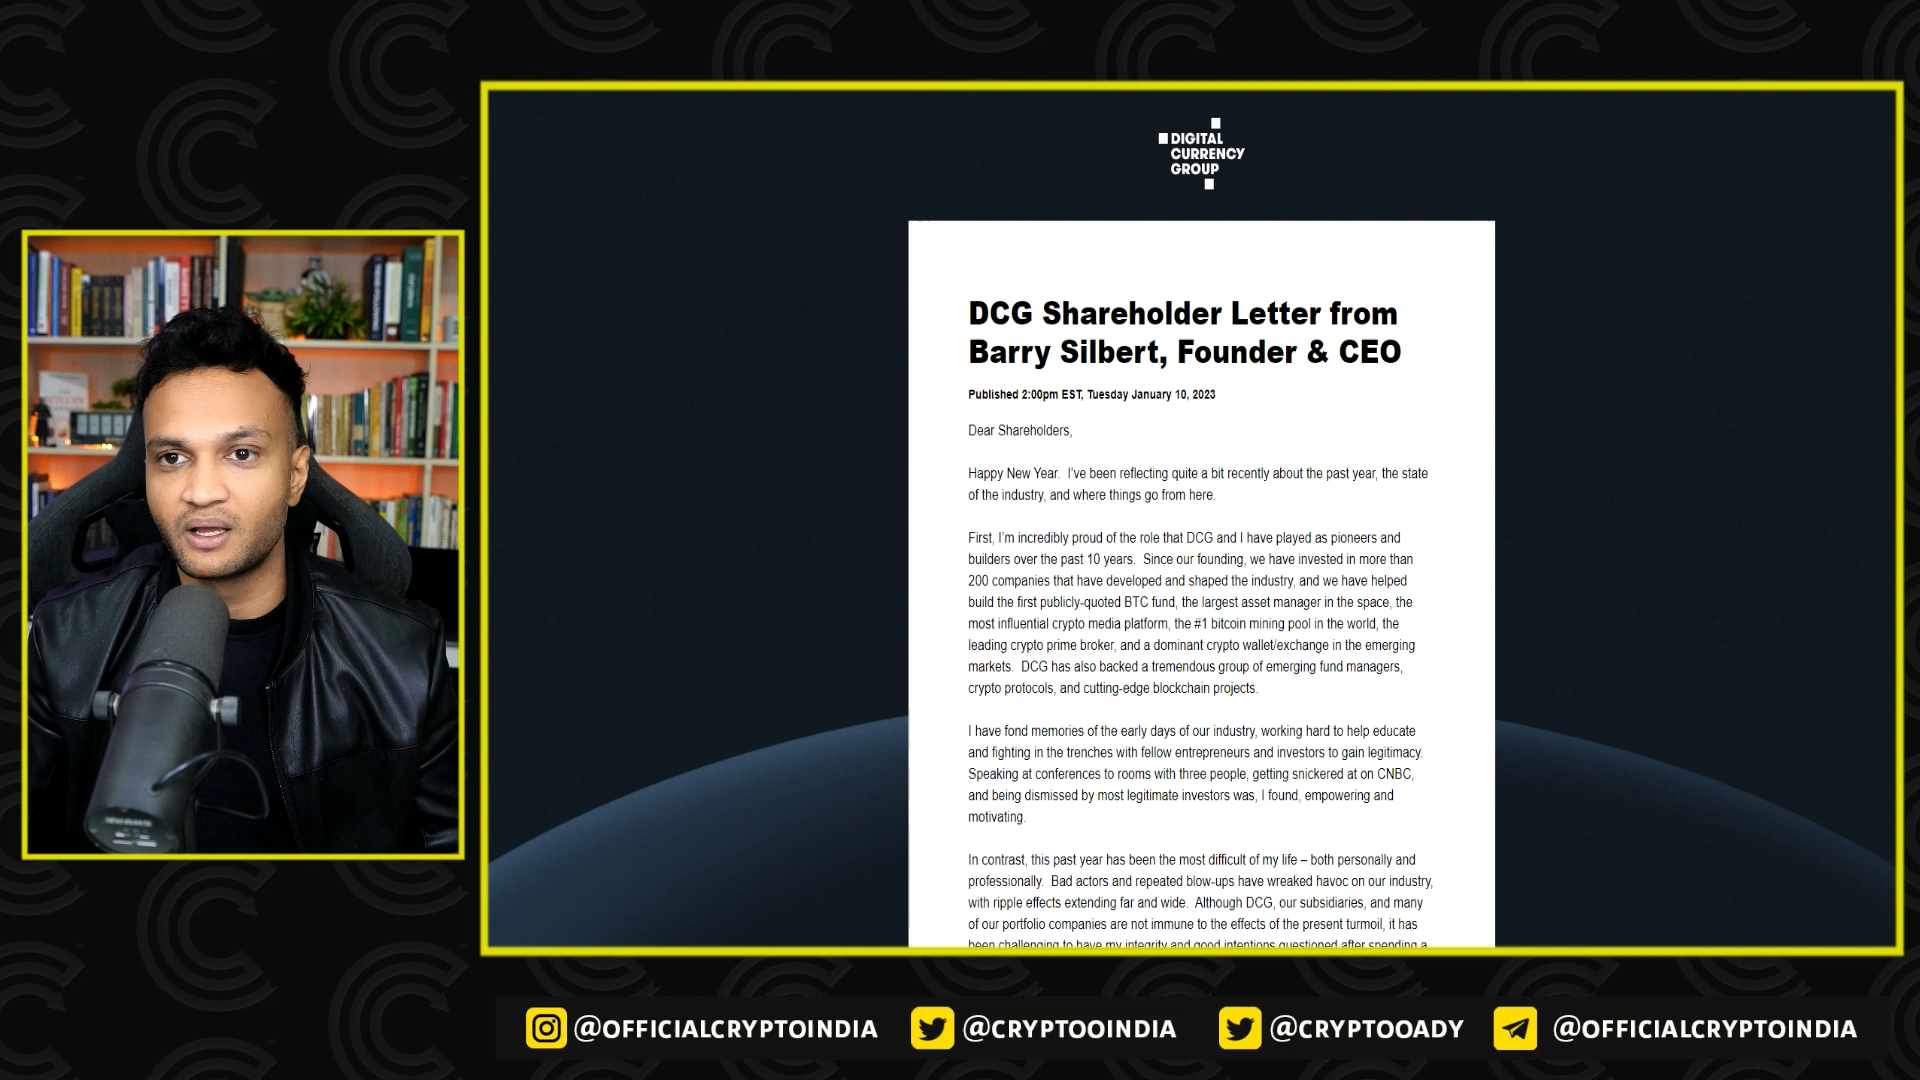 DIGITAL
CURRENCY
GROUP
DCG Shareholder Letter from
Barry Silbert, Founder & CEO
Published 2:00pm EST, Tuesday January 10, 2023
Dear Shareholders,
Happy New Year.  I've been reflecting quite a bit recently about the past year, the state
of the industry, and where things go from here.
First, I'm incredibly proud of the role that DCG and I have played as pioneers and
builders over the past 10 years.  Since our founding, we have invested in more than
200 companies that have developed and shaped the industry, and we have helped
build the first publicly-quoted BTC fund, the largest asset manager in the space, the
most influential crypto media platform, the #1 bitcoin mining pool in the world, the
leading crypto prime broker, and a dominant crypto wallet/exchange in the emerging
markets.  DCG has also backed a tremendous group of emerging fund managers,
crypto protocols, and cutting-edge blockchain projects.
I have fond memories of the early days of our industry, working hard to help educate
and fighting in the trenches with fellow entrepreneurs and investors to gain legitimacy.
Speaking at conferences to rooms with three people, getting snickered at on CNBC,
and being dismissed by most legitimate investors was, I found, empowering and
motivating.
In contrast, this past year has been the most difficult of my life – both personally and
professionally.  Bad actors and repeated blow-ups have wreaked havoc on our industry,
with ripple effects extending far and wide.  Although DCG, our subsidiaries, and many
of our portfolio companies are not immune to the effects of the present turmoil, it has
been challenging to have my integrity and good intentions questioned after spending a
@OFFICIALCRYPTOINDIA
@CRYPTOOINDIA
@CRYPTOOADY
@OFFICIALCRYPTOINDIA